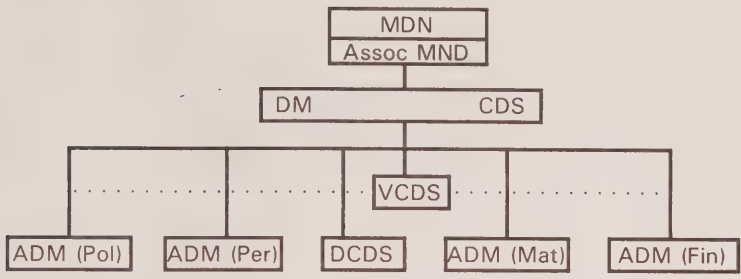 MDN
Assoc MND
DM CDS
VCDS
ADM (Pol) ADM (Per) DCDS ADM (Mat) ADM (Fin)